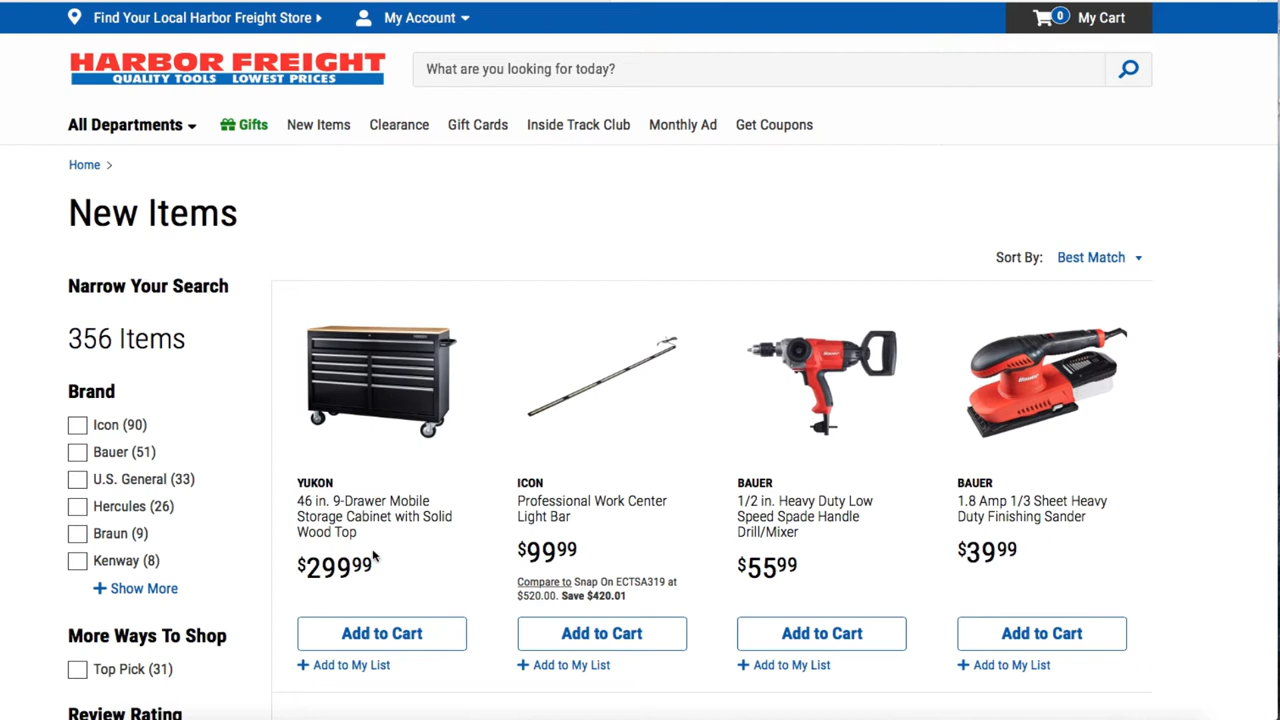 Find Your Local Harbor Freight Store
My Account
0 My Cart
HARBOR FREIGHT
QUALITY TOOLS LOWEST PRICES
What are you looking for today?
All Departments
Gifts
New Items
Clearance
Gift Cards
Inside Track Club
Monthly Ad
Get Coupons
Home >
New Items
Sort By: Best Match
Narrow Your Search
356 Items
Brand
Icon (90)
Bauer (51)
U.S. General (33)
Hercules (26)
Braun (9)
Kenway (8)
+ Show More
More Ways To Shop
Top Pick (31)
Review Rating
YUKON
46 in. 9-Drawer Mobile
Storage Cabinet with Solid
Wood Top
$29999
Add to Cart
+ Add to My List
ICON
Professional Work Center
Light Bar
$9999
Compare to Snap On ECTSA319 at
$520.00. Save $420.01
Add to Cart
+ Add to My List
Bauer
BAUER
1/2 in. Heavy Duty Low
Speed Spade Handle
Drill/Mixer
$5599
Add to Cart
+ Add to My List
Bauer
BAUER
1.8 Amp 1/3 Sheet Heavy
Duty Finishing Sander
$3999
Add to Cart
+ Add to My List